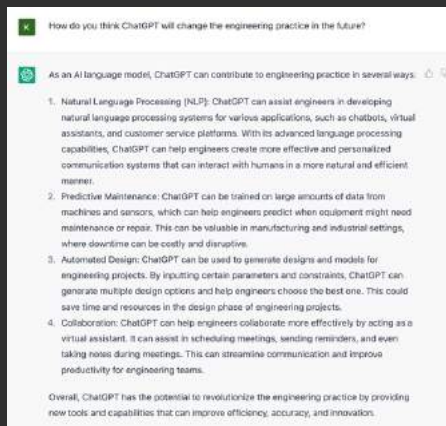 K
How do you think ChatGPT will change the engineering practice in the future?
As an AI language model, ChatGPT can contribute to engineering practice in several ways:
1. Natural Language Processing (NLP): ChatGPT can assist engineers in developing
natural language processing systems for various applications, such as chatbots, virtual
assistants, and customer service platforms. With its advanced language processing
capabilities, ChatGPT can help engineers create more effective and personalized
communication systems that can interact with humans in a more natural and efficient
manner.
2. Predictive Maintenance: ChatGPT can be trained on large amounts of data from
machines and sensors, which can help engineers predict when equipment might need
maintenance or repair. This can be valuable in manufacturing and industrial settings,
where downtime can be costly and disruptive.
3. Automated Design: ChatGPT can be used to generate designs and models for
engineering projects. By inputting certain parameters and constraints, ChatGPT can
generate multiple design options and help engineers choose the best one. This could
save time and resources in the design phase of engineering projects.
4. Collaboration: ChatGPT can help engineers collaborate more effectively by acting as a
virtual assistant. It can assist in scheduling meetings, sending reminders, and even
taking notes during meetings. This can streamline communication and improve
productivity for engineering teams.
Overall, ChatGPT has the potential to revolutionize the engineering practice by providing
new tools and capabilities that can improve efficiency, accuracy, and innovation.